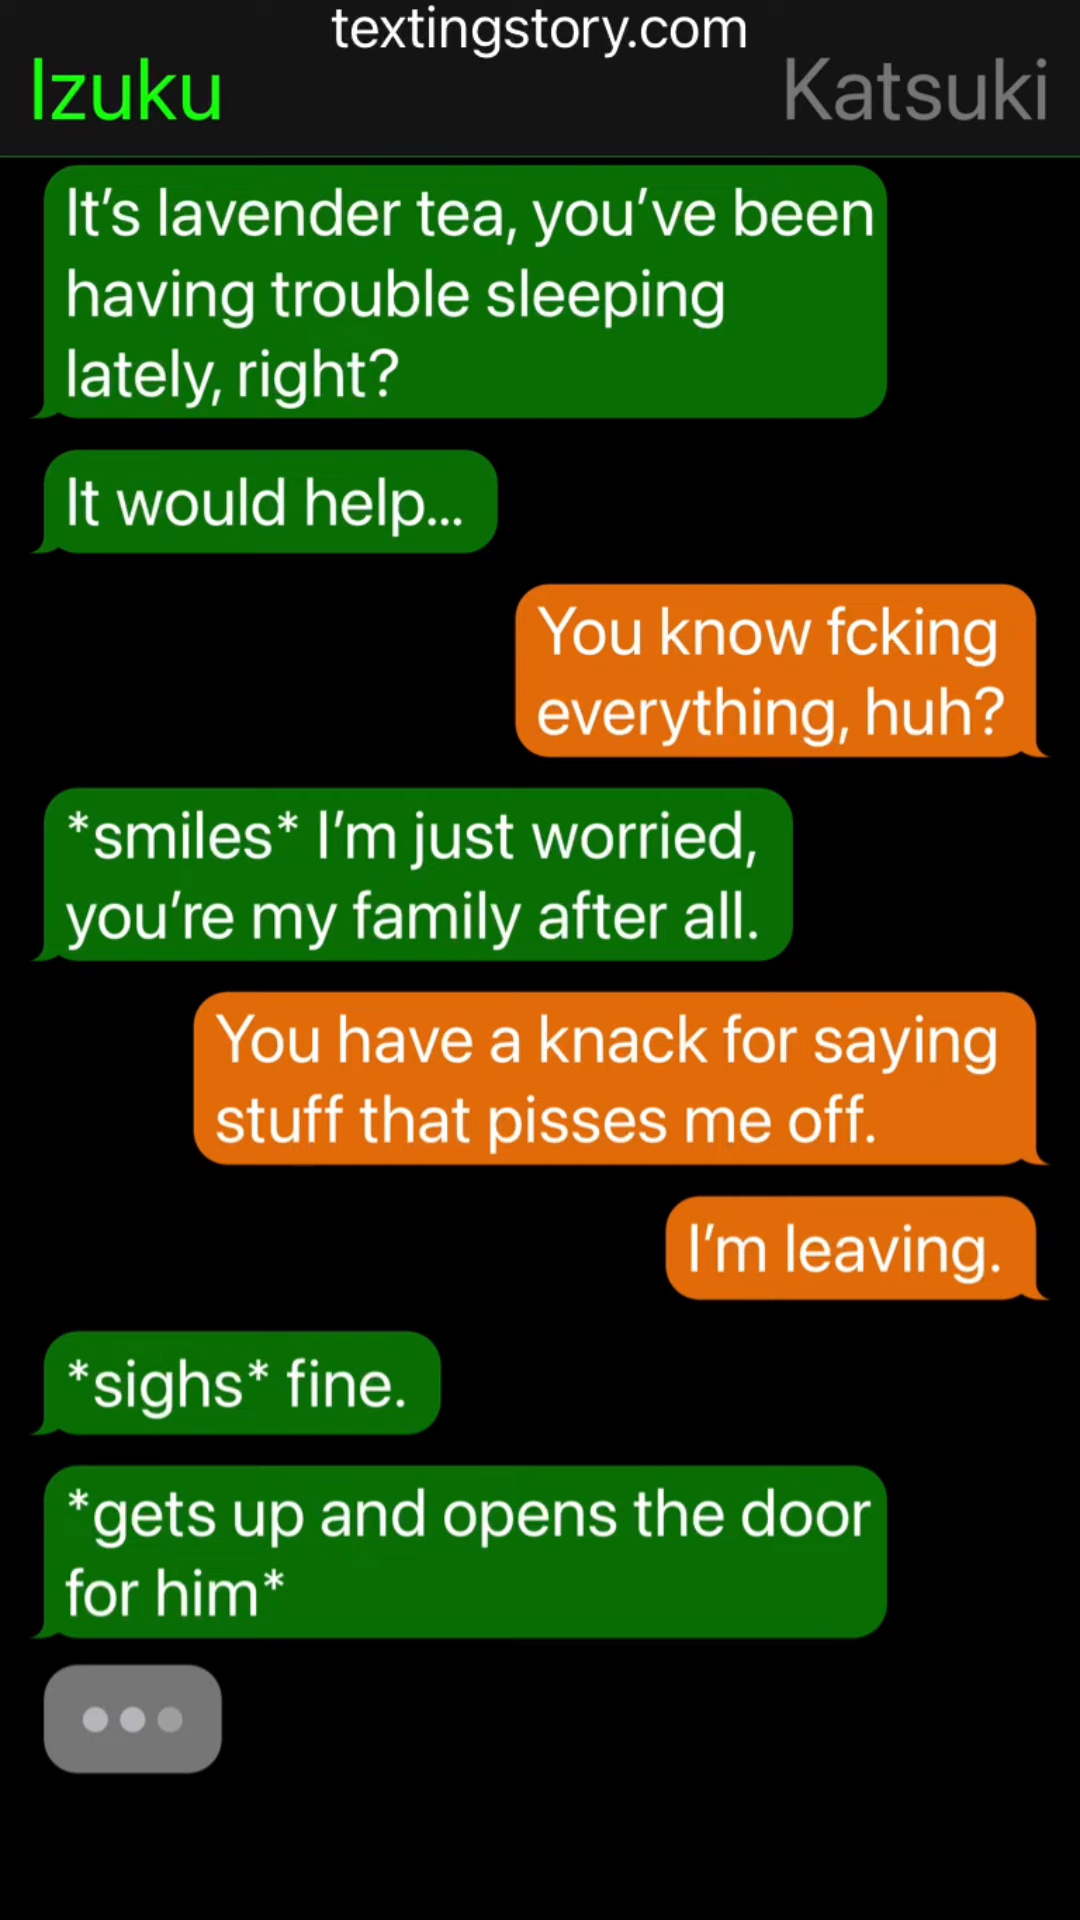 textingstory.com
Izuku
Katsuki
It’s lavender tea, you’ve been
having trouble sleeping
lately, right?
It would help...
You know fcking
everything, huh?
*smiles* I’m just worried,
you’re my family after all.
You have a knack for saying
stuff that pisses me off.
I’m leaving.
*sighs* fine.
*gets up and opens the door
for him*